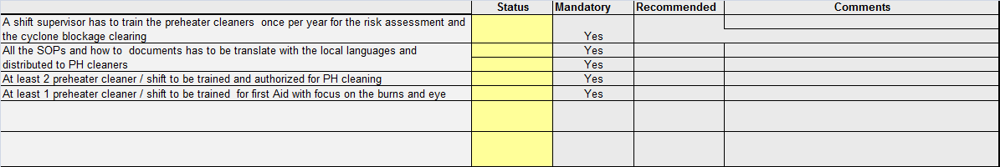 Status Mandatory Recommended Comments
A shift supervisor has to train the preheater cleaners once per year for the risk assessment and
the cyclone blockage clearing Yes
All the SOPs and how to documents has to be translate with the local languages and Yes
distributed to PH cleaners Yes
At least 2 preheater cleaner / shift to be trained and authorized for PH cleaning Yes
At least 1 preheater cleaner / shift to be trained for first Aid with focus on the burns and eye Yes